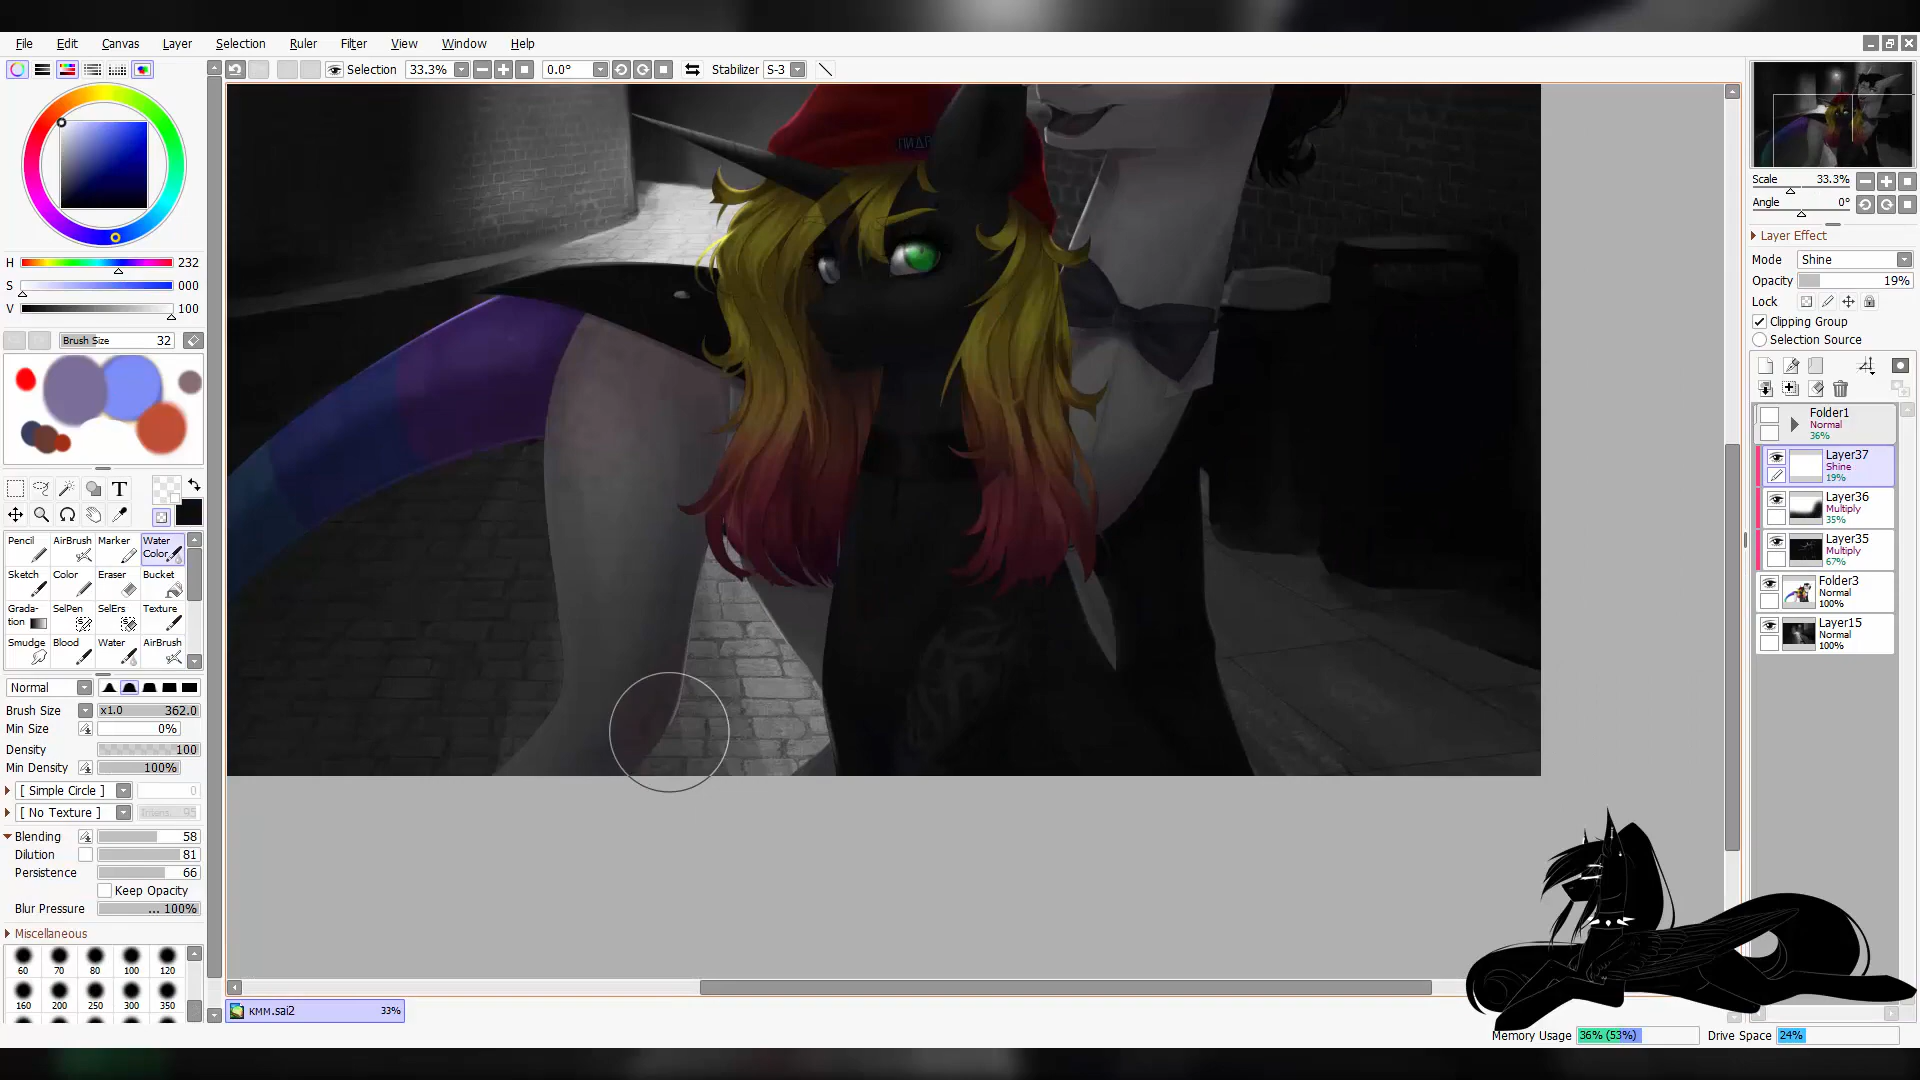 File Edit Canvas Layer Selection Ruler Filter View Window Help
Selection 33.3% 0.0° Stabilizer S-3
H 232
S 000
V 100
Brush Size 32
T
Pencil AirBrush Marker Water Color
Sketch Color Eraser Bucket
Grada-tion SelPen SelErs Texture
Smudge Blood Water AirBrush
Normal
Brush Size x1.0 362.0
Min Size 0%
Density 100
Min Density 100%
[ Simple Circle ] 0
[ No Texture ] 95
Blending 58
Dilution 81
Persistence 66
Keep Opacity
Blur Pressure ... 100%
Miscellaneous
60 70 80 100 120
160 200 250 300 350
кмм.sai2 33%
Scale 33.3%
Angle 0°
Layer Effect
Mode Shine
Opacity 19%
Lock
Clipping Group
Selection Source
Folder1
Normal
36%
Layer37
Shine
19%
Layer36
Multiply
35%
Layer35
Multiply
67%
Folder3
Normal
100%
Layer15
Normal
100%
Memory Usage 36% (53%) Drive Space 24%